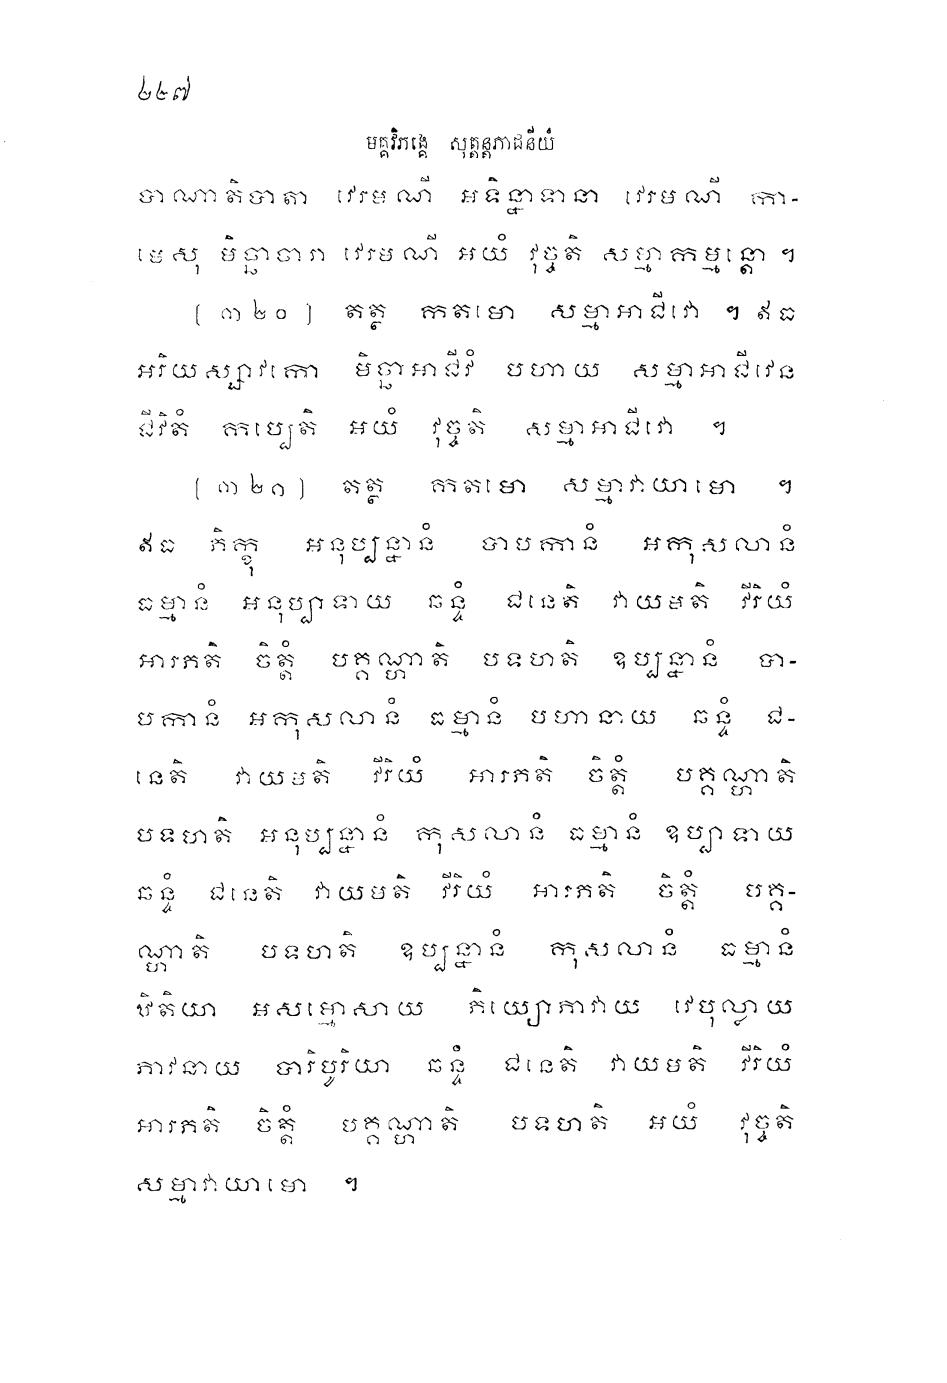 ៤៤៧
មគ្គវិភង្គេ សុត្តន្តភាជនីយំ
បាណាតិបាតា វេរមណី អទិន្នាទានា វេរមណី កា-
មេសុ មិច្ឆាចារា វេរមណី អយំ វុច្ចតិ សម្មាកម្មន្តោ ។
[ ៣២០ ] តត្ថ កតមោ សម្មាអាជីវោ ។ ឥធ
អរិយស្សាវកោ មិច្ឆាអាជីវំ បហាយ សម្មាអាជីវេន
ជីវិតំ កប្បេតិ អយំ វុច្ចតិ សម្មាអាជីវោ ។
[ ៣២១ ] តត្ថ កតមោ សម្មាវាយាមោ ។
ឥធ ភិក្ខុ អនុប្បន្នានំ បាបកានំ អកុសលានំ
ធម្មានំ អនុប្បាទាយ ឆន្ទំ ជនេតិ វាយមតិ វីរិយំ
អារភតិ ចិត្តំ បគ្គណ្ហាតិ បទហតិ ឧប្បន្នានំ បា-
បកានំ អកុសលានំ ធម្មានំ បហានាយ ឆន្ទំ ជ-
នេតិ វាយមតិ វីរិយំ អារភតិ ចិត្តំ បគ្គណ្ហាតិ
បទហតិ អនុប្បន្នានំ កុសលានំ ធម្មានំ ឧប្បាទាយ
ឆន្ទំ ជនេតិ វាយមតិ វីរិយំ អារភតិ ចិត្តំ បគ្គ-
ណ្ហាតិ បទហតិ ឧប្បន្នានំ កុសលានំ ធម្មានំ
ឋិតិយា អសម្មោសាយ ភិយ្យោភាវាយ វេបុល្លាយ
ភាវនាយ បារិបូរិយា ឆន្ទំ ជនេតិ វាយមតិ វីរិយំ
អារភតិ ចិត្តំ បគ្គណ្ហាតិ បទហតិ អយំ វុច្ចតិ
សម្មាវាយាមោ ។